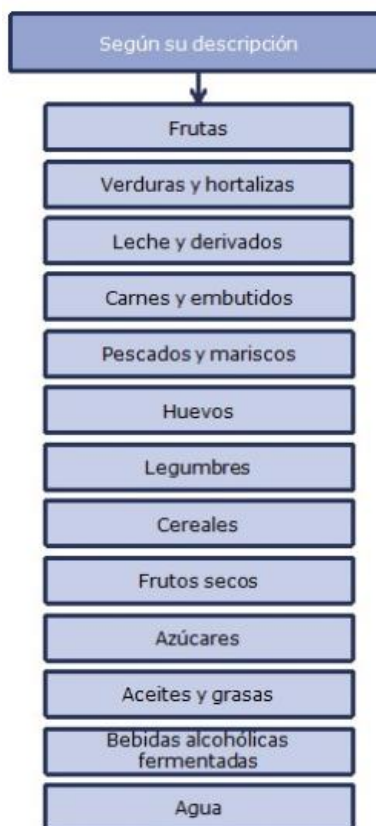 Según su descripción
Frutas
Verduras y hortalizas
Leche y derivados
Carnes y embutidos
Pescados y mariscos
Huevos
Legumbres
Cereales
Frutos secos
Azúcares
Aceites y grasas
Bebidas alcohólicas
fermentadas
Agua